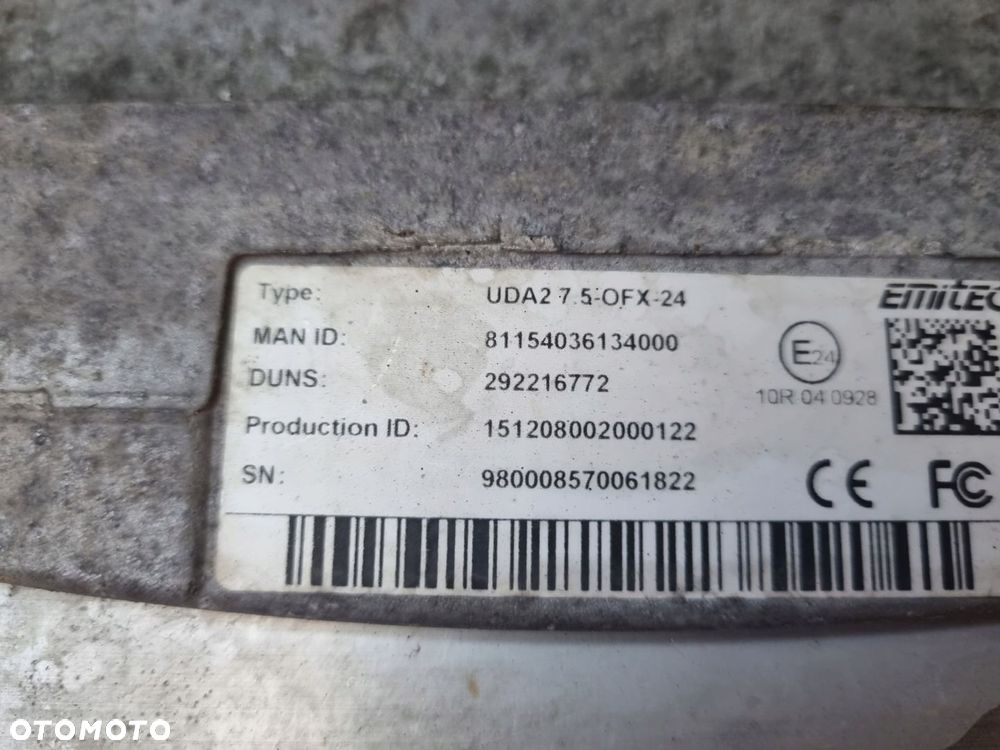 Type: UDA2 7.5-OFX-24
EMITEC
MAN ID: 81154036134000
E24
DUNS: 292216772
10R 04 0928
Production ID: 151208002000122
SN: 980008570061822
CE FC
OTOMOTO